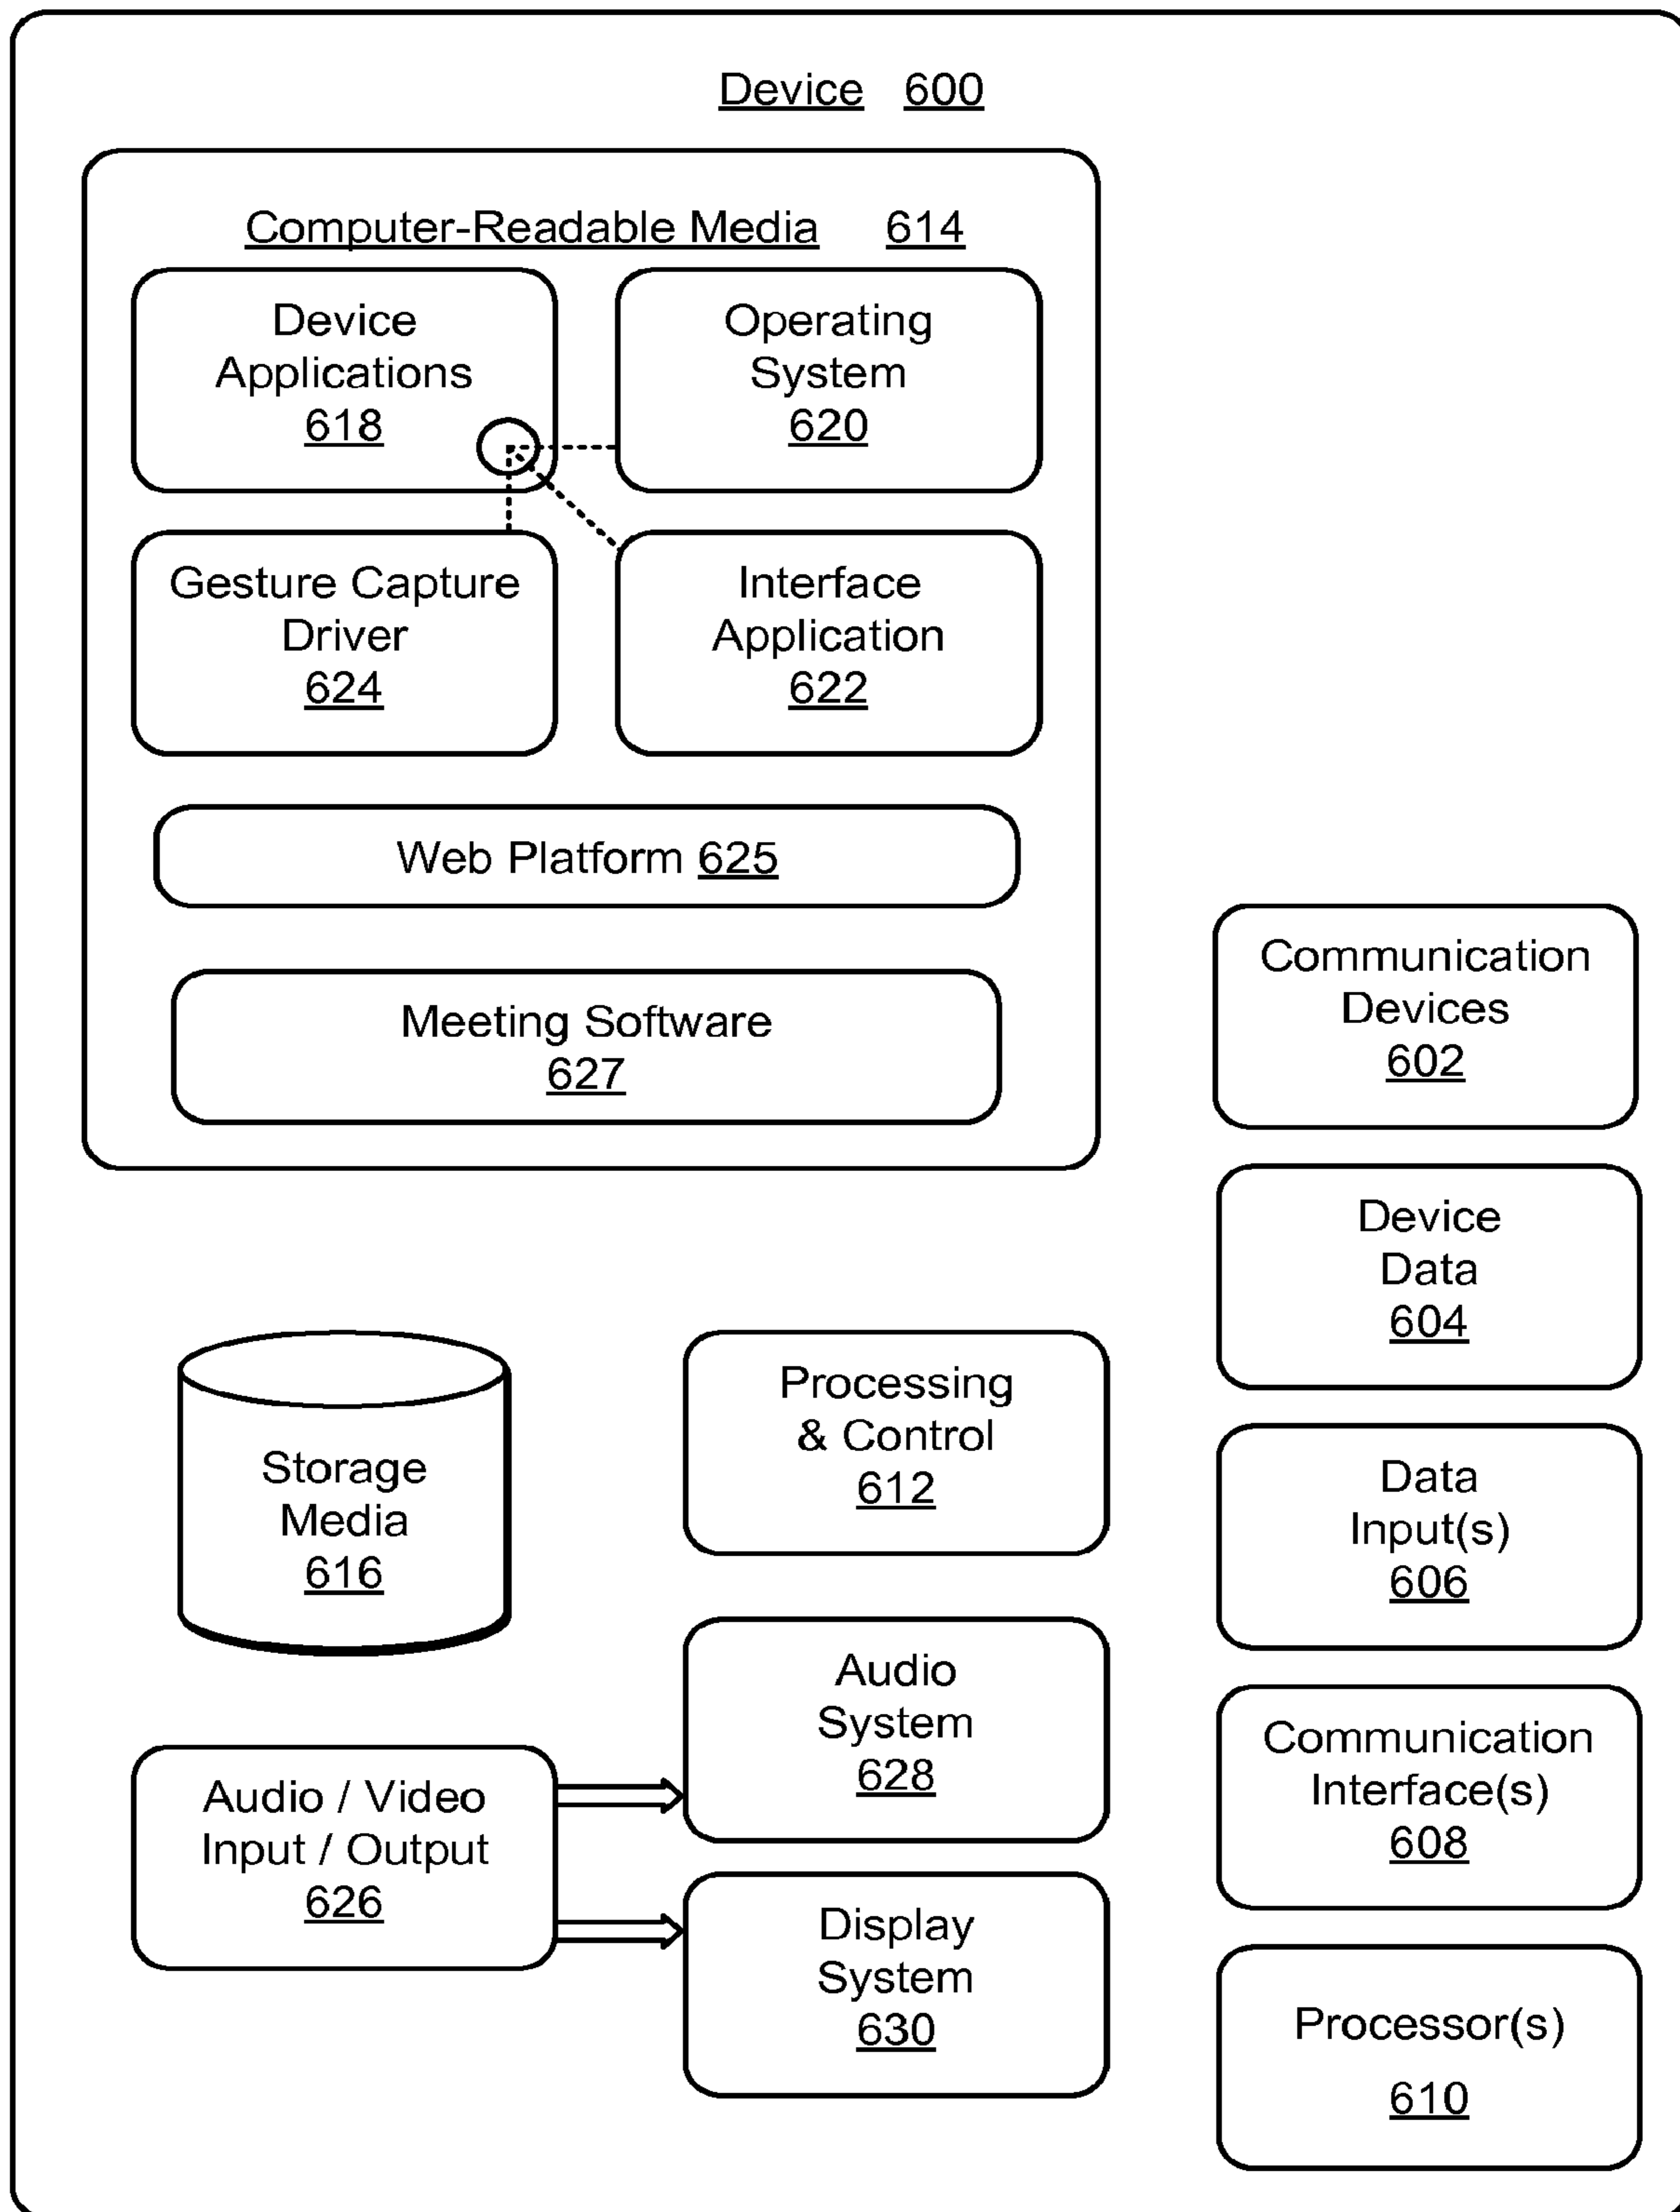 Device 600
Computer-Readable Media 614
Device
Applications
618
Operating
System
620
Gesture Capture
Driver
624
Interface
Application
622
Web Platform 625
Meeting Software
627
Communication
Devices
602
Device
Data
604
Data
Input(s)
606
Communication
Interface(s)
608
Processor(s)
610
Storage
Media
616
Processing
& Control
612
Audio / Video
Input / Output
626
Audio
System
628
Display
System
630